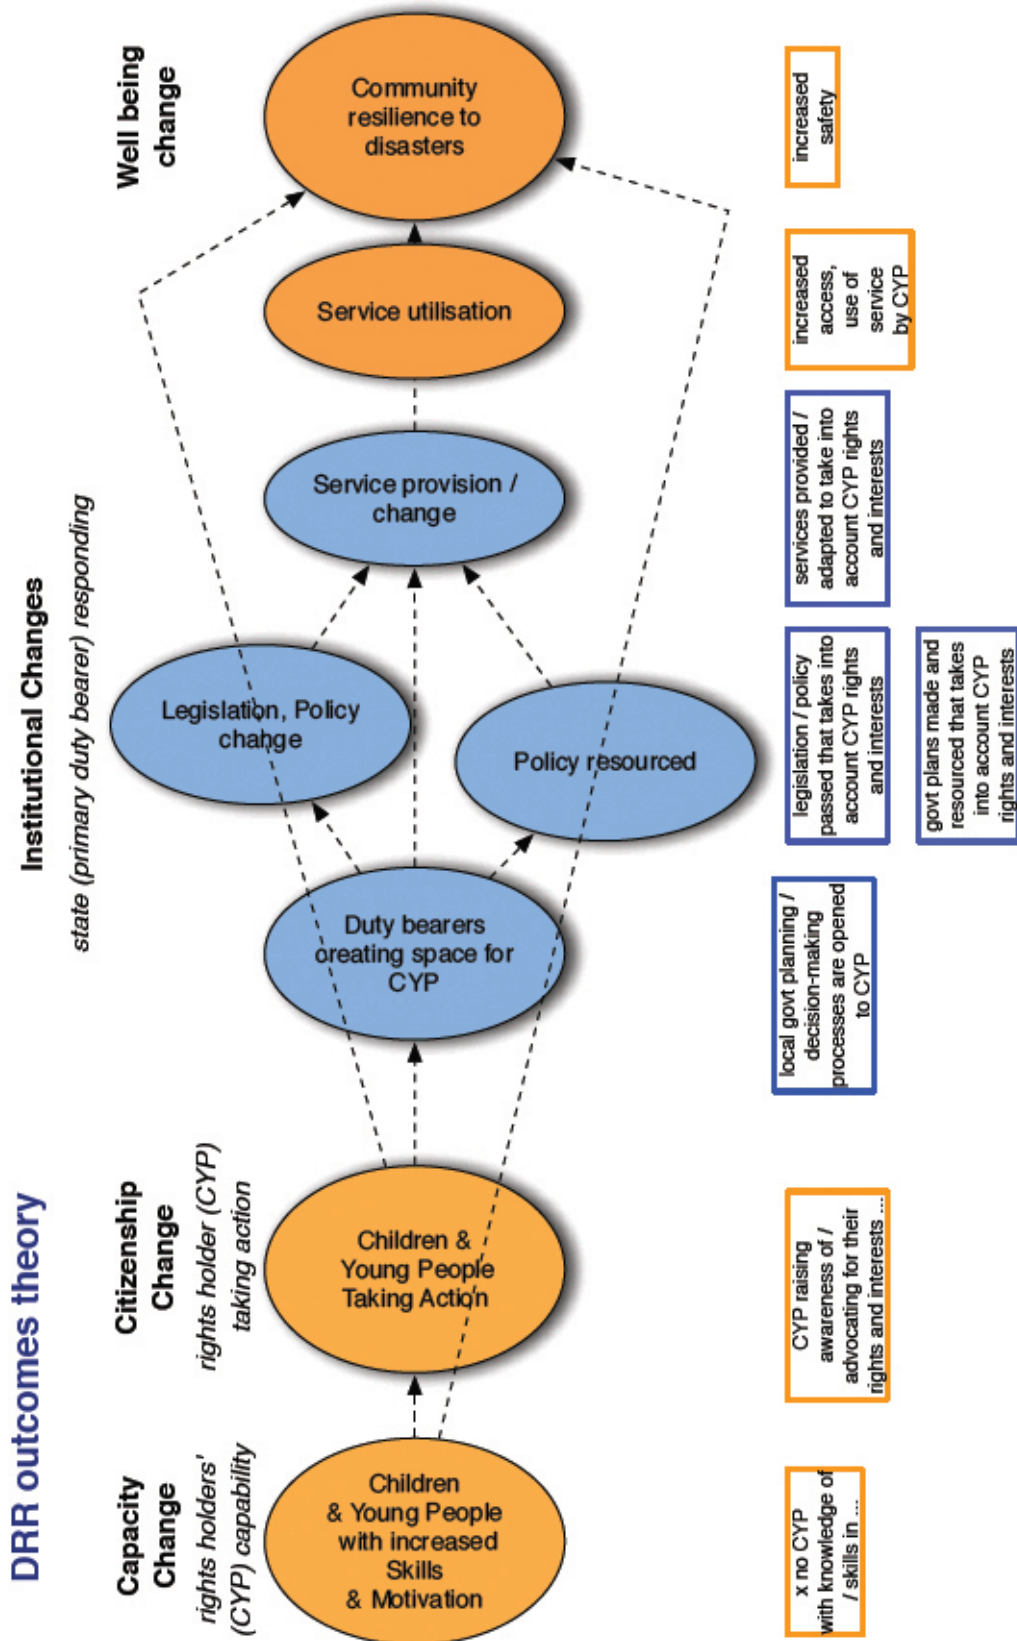 DRR outcomes theory
Capacity
Change
rights holders'
(CYP) capability
Citizenship
Change
rights holder (CYP)
taking action
Institutional Changes
state (primary duty bearer) responding
Well being
change
Children
& Young People
with increased
Skills
& Motivation
Children &
Young People
Taking Action
Duty bearers
creating space for
CYP
Legislation, Policy
change
Policy resourced
Service provision /
change
Service utilisation
Community
resilience to
disasters
x no CYP
with knowledge of
/ skills in ...
CYP raising
awareness of /
advocating for their
rights and interests ...
local govt planning /
decision-making
processes are opened
to CYP
legislation / policy
passed that takes into
account CYP rights
and interests
govt plans made and
resourced that takes
into account CYP
rights and interests
services provided /
adapted to take into
account CYP rights
and interests
increased
access,
use of
service
by CYP
increased
safety